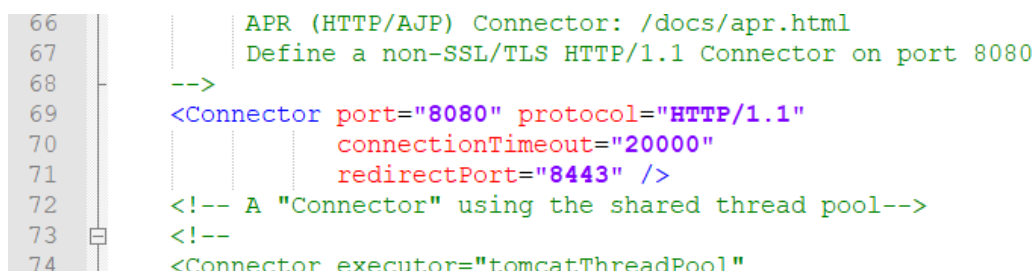 66 APR (HTTP/AJP) Connector: /docs/apr.html
67 Define a non-SSL/TLS HTTP/1.1 Connector on port 8080
68 -->
69 <Connector port="8080" protocol="HTTP/1.1"
70 connectionTimeout="20000"
71 redirectPort="8443" />
72 <!-- A "Connector" using the shared thread pool-->
73 <!--
74 <Connector executor="tomcatThreadPool"